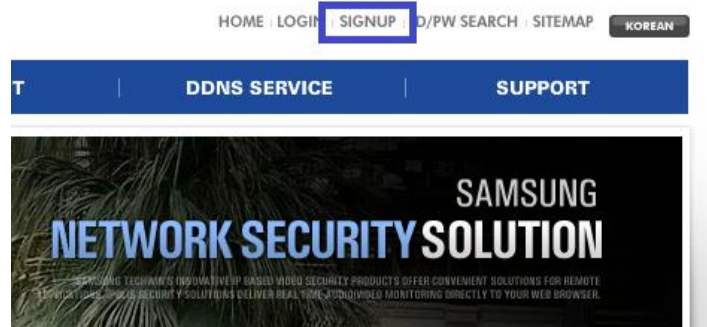 HOME LOGIN SIGNUP D/PW SEARCH SITEMAP KOREAN
T DDNS SERVICE SUPPORT
SAMSUNG
NETWORK SECURITY SOLUTION
SAMSUNG TECHWIN'S INNOVATIVE IP BASED VIDEO SECURITY PRODUCTS OFFER CONVENIENT SOLUTIONS FOR REMOTE
SECURITY SOLUTIONS DELIVER REAL TIME AUDIO/VIDEO MONITORING DIRECTLY TO YOUR WEB BROWSER.